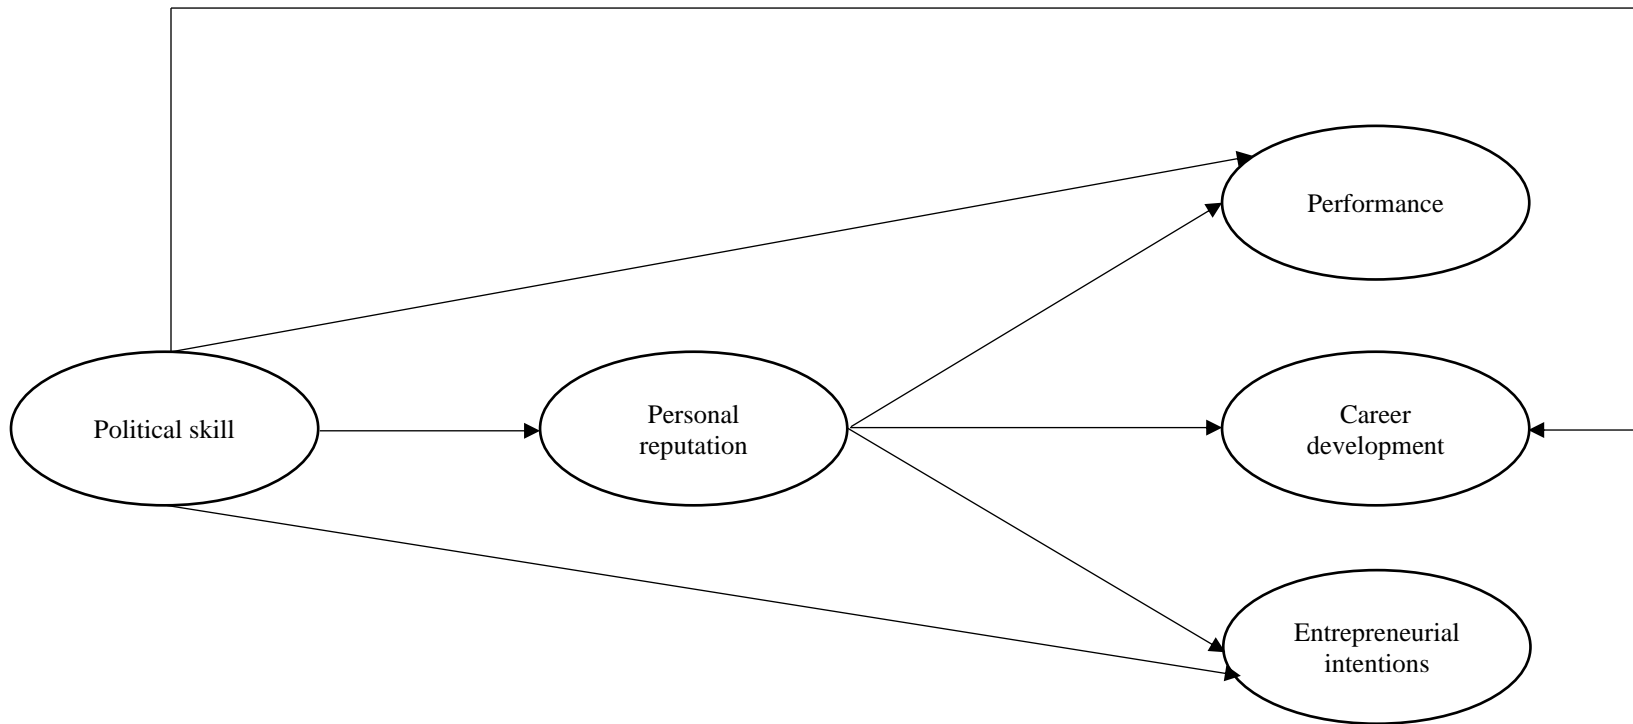 Performance
Political skill
Personal
reputation
Career
development
Entrepreneurial
intentions